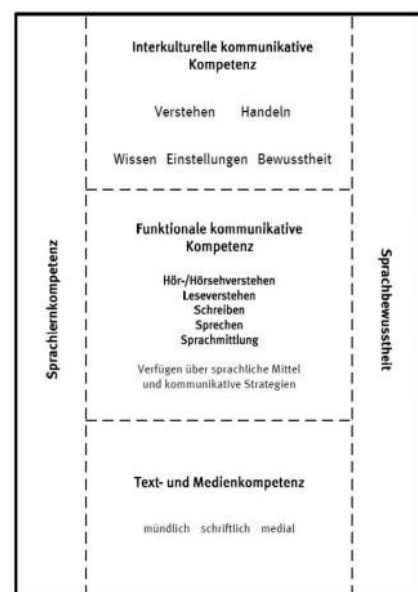 Sprachlernkompetenz
Interkulturelle kommunikative
Kompetenz
Verstehen Handeln
Wissen Einstellungen Bewusstheit
Funktionale kommunikative
Kompetenz
Hör-/Hörsehverstehen
Leseverstehen
Schreiben
Sprechen
Sprachmittlung
Verfügen über sprachliche Mittel
und kommunikative Strategien
Text- und Medienkompetenz
mündlich schriftlich medial
Sprachbewusstheit